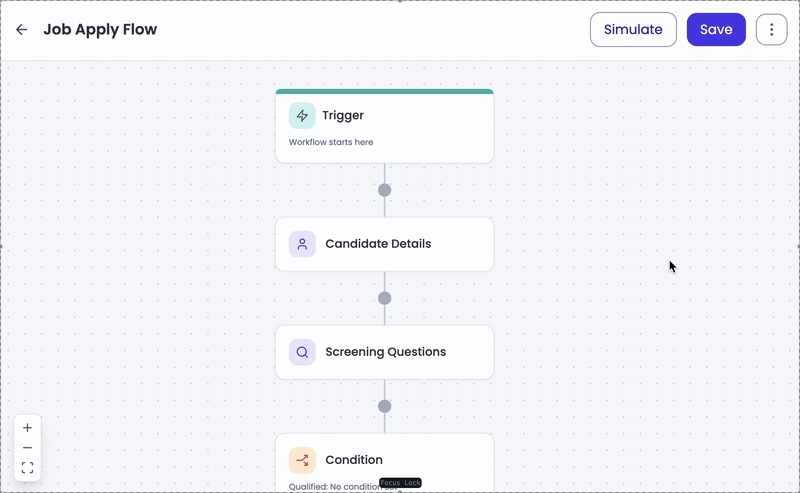 Job Apply Flow
Simulate
Save
Trigger
Workflow starts here
Candidate Details
Screening Questions
Condition
Qualified: No condition
Focus Lock